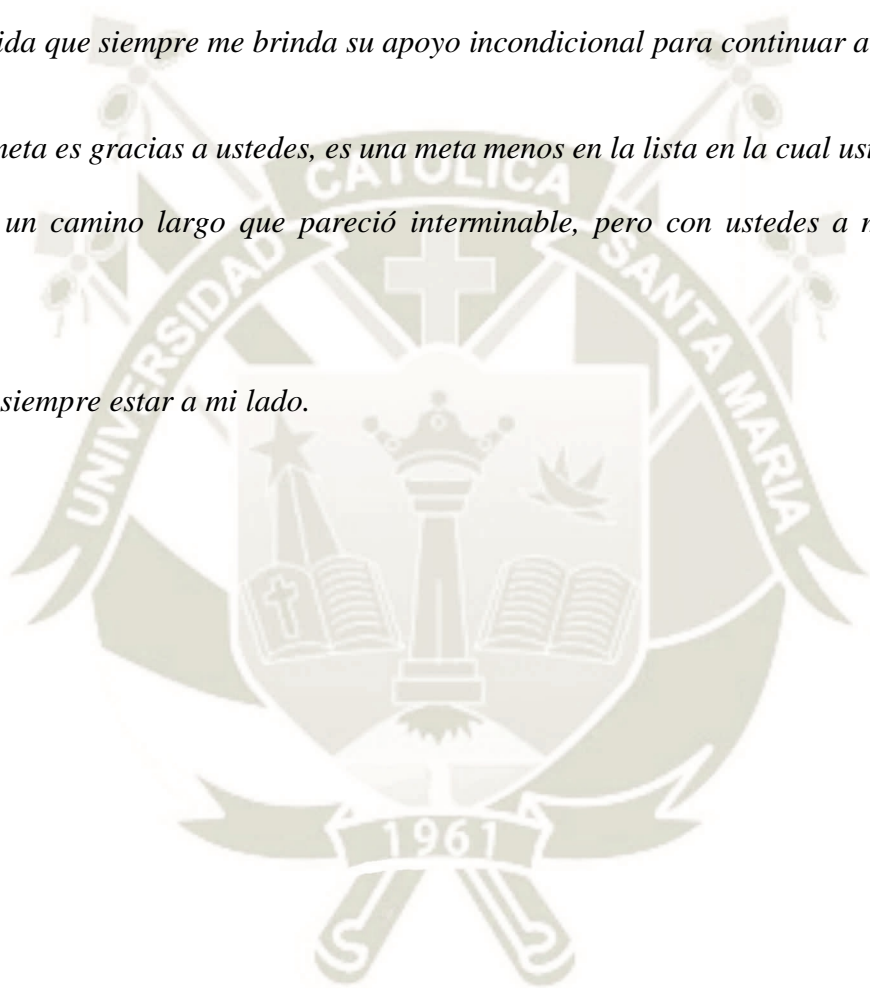 ida que siempre me brinda su apoyo incondicional para continuar a
neta es gracias a ustedes, es una meta menos en la lista en la cual ust
un camino largo que pareció interminable, pero con ustedes a
siempre estar a mi lado.
UNIVERSIDAD CATOLICA SANTA MARIA
1961